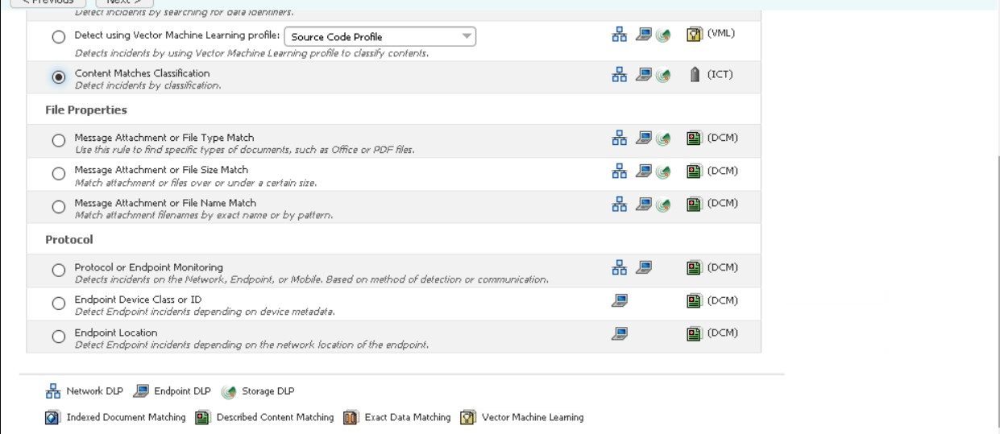 < Previous Next >
Detect incidents by searching for data identifiers.
Detect using Vector Machine Learning profile: Source Code Profile (VML)
Detects incidents by using Vector Machine Learning profile to classify contents.
Content Matches Classification (ICT)
Detect incidents by classification.
File Properties
Message Attachment or File Type Match (DCM)
Use this rule to find specific types of documents, such as Office or PDF files.
Message Attachment or File Size Match (DCM)
Match attachment or files over or under a certain size.
Message Attachment or File Name Match (DCM)
Match attachment filenames by exact name or by pattern.
Protocol
Protocol or Endpoint Monitoring (DCM)
Detects incidents on the Network, Endpoint, or Mobile. Based on method of detection or communication.
Endpoint Device Class or ID (DCM)
Detect Endpoint incidents depending on device metadata.
Endpoint Location (DCM)
Detect Endpoint incidents depending on the network location of the endpoint.
Network DLP Endpoint DLP Storage DLP
Indexed Document Matching Described Content Matching Exact Data Matching Vector Machine Learning